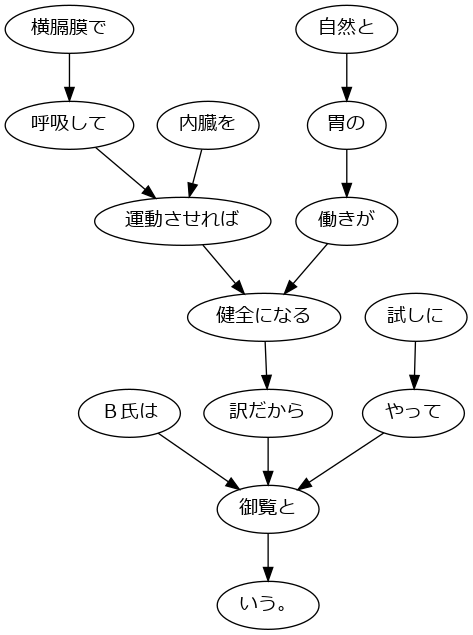 横膈膜で
自然と
呼吸して
内臓を
胃の
運動させれば
働きが
健全になる
試しに
Ｂ氏は
訳だから
やって
御覧と
いう。